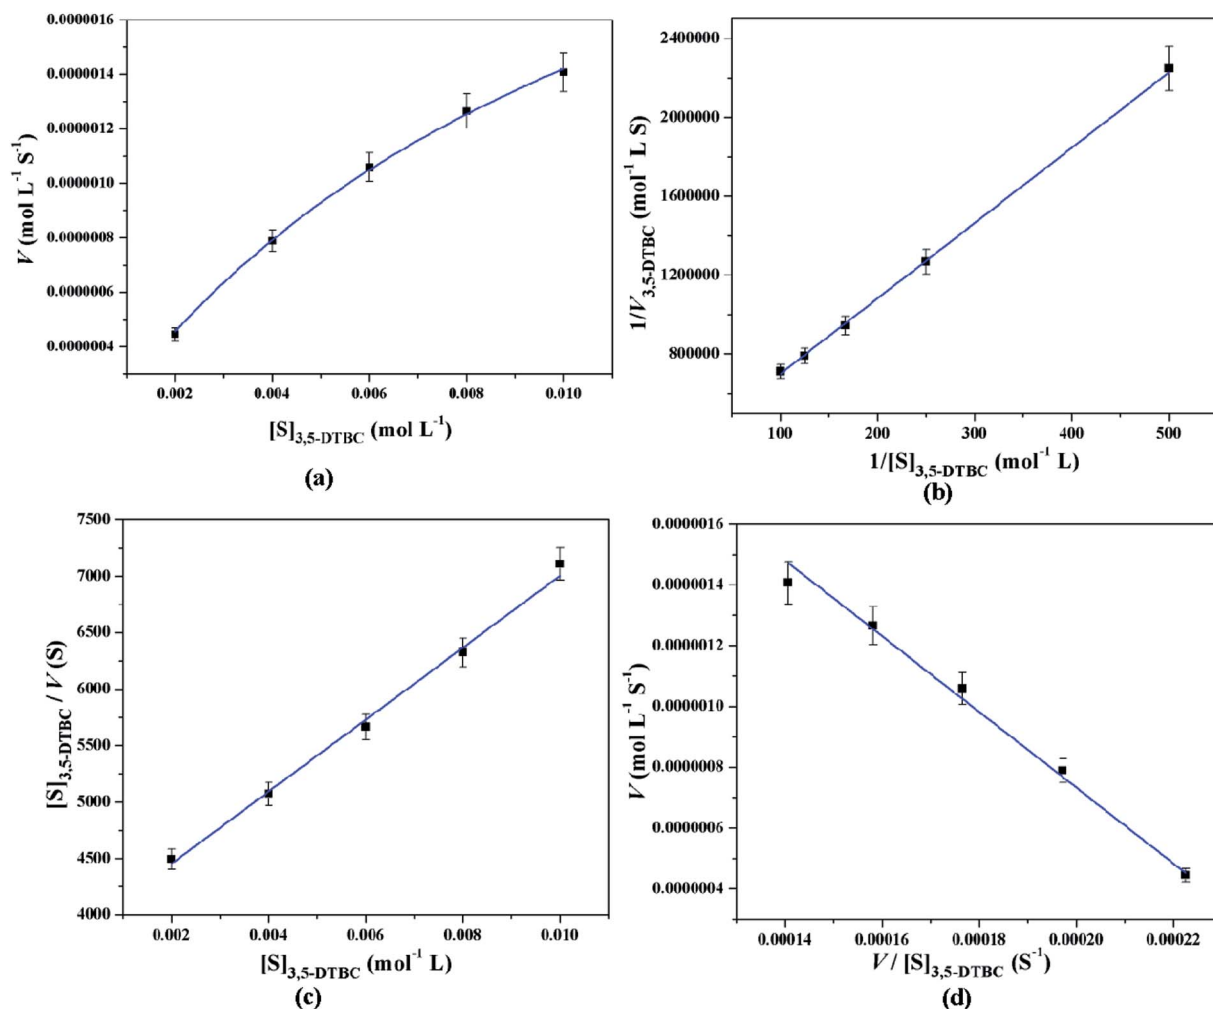 0.0000016
0.0000014
0.0000012
0.0000010
0.0000008
0.0000006
0.0000004
V (mol L⁻¹ S⁻¹)
0.002 0.004 0.006 0.008 0.010
[S]₃,₅₋DTBC (mol L⁻¹)
(a)
2400000
2000000
1600000
1200000
800000
1/V₃,₅₋DTBC (mol⁻¹ L S)
100 200 300 400 500
1/[S]₃,₅₋DTBC (mol⁻¹ L)
(b)
7500
7000
6500
6000
5500
5000
4500
4000
[S]₃,₅₋DTBC / V (S)
0.002 0.004 0.006 0.008 0.010
[S]₃,₅₋DTBC (mol⁻¹ L)
(c)
0.0000016
0.0000014
0.0000012
0.0000010
0.0000008
0.0000006
0.0000004
V (mol L⁻¹ S⁻¹)
0.00014 0.00016 0.00018 0.00020 0.00022
V / [S]₃,₅₋DTBC (S⁻¹)
(d)